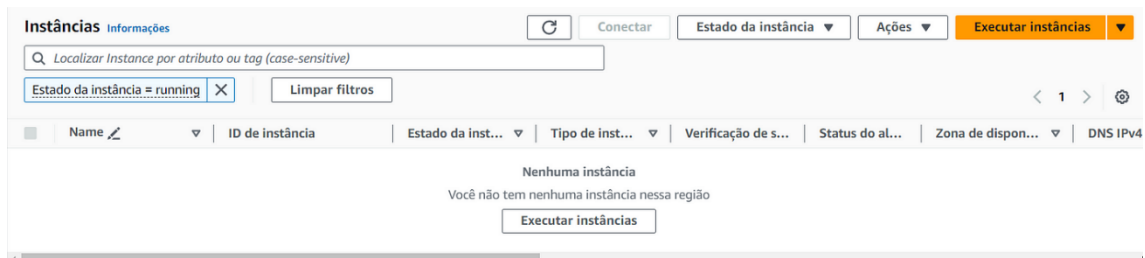 Instâncias Informações
Conectar
Estado da instância
Ações
Executar instâncias
Localizar Instance por atributo ou tag (case-sensitive)
Estado da instância = running
Limpar filtros
1
Name
ID de instância
Estado da inst...
Tipo de inst...
Verificação de s...
Status do al...
Zona de dispon...
DNS IPv4
Nenhuma instância
Você não tem nenhuma instância nessa região
Executar instâncias